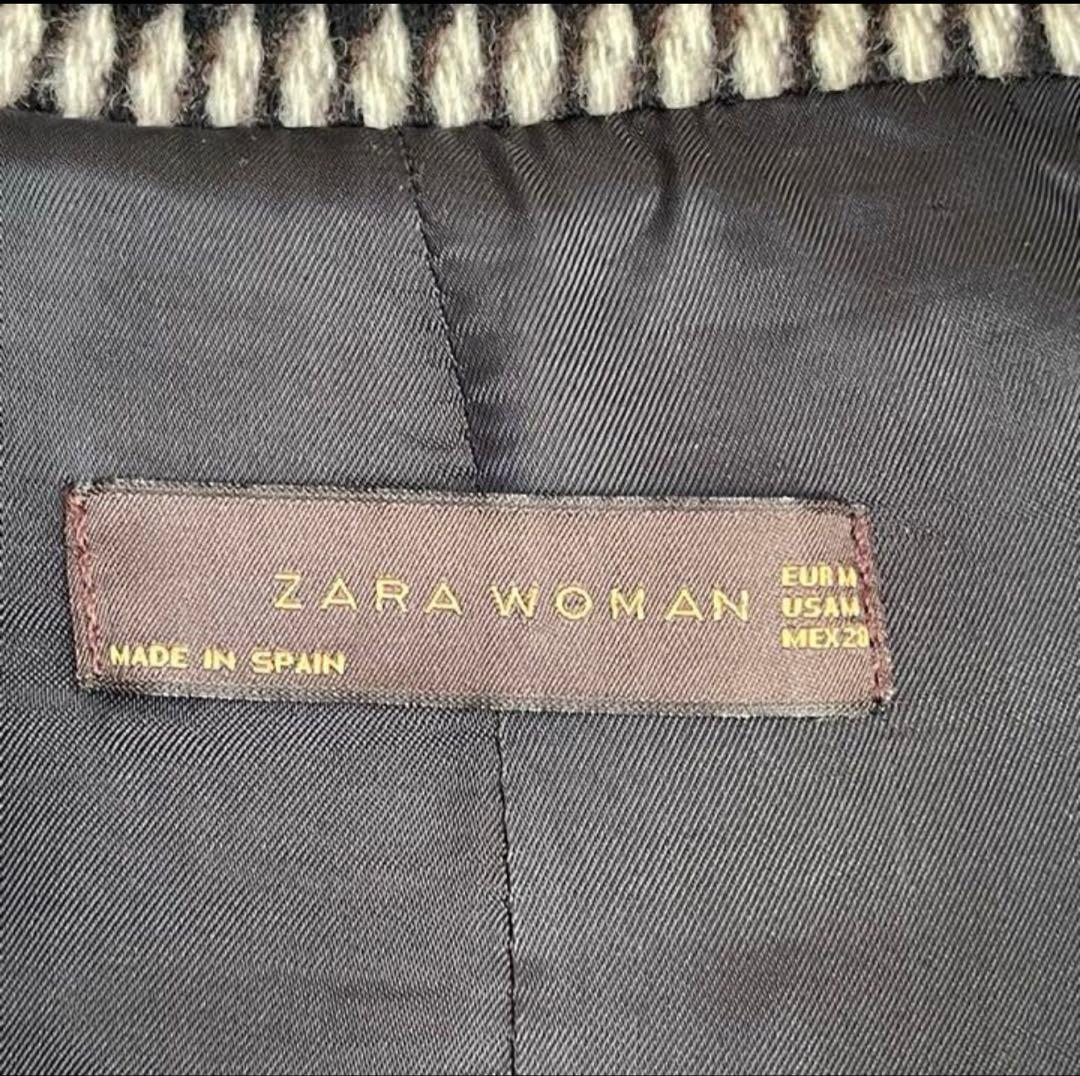 ZARA WOMAN
EUR M
USA M
MEX 28
MADE IN SPAIN